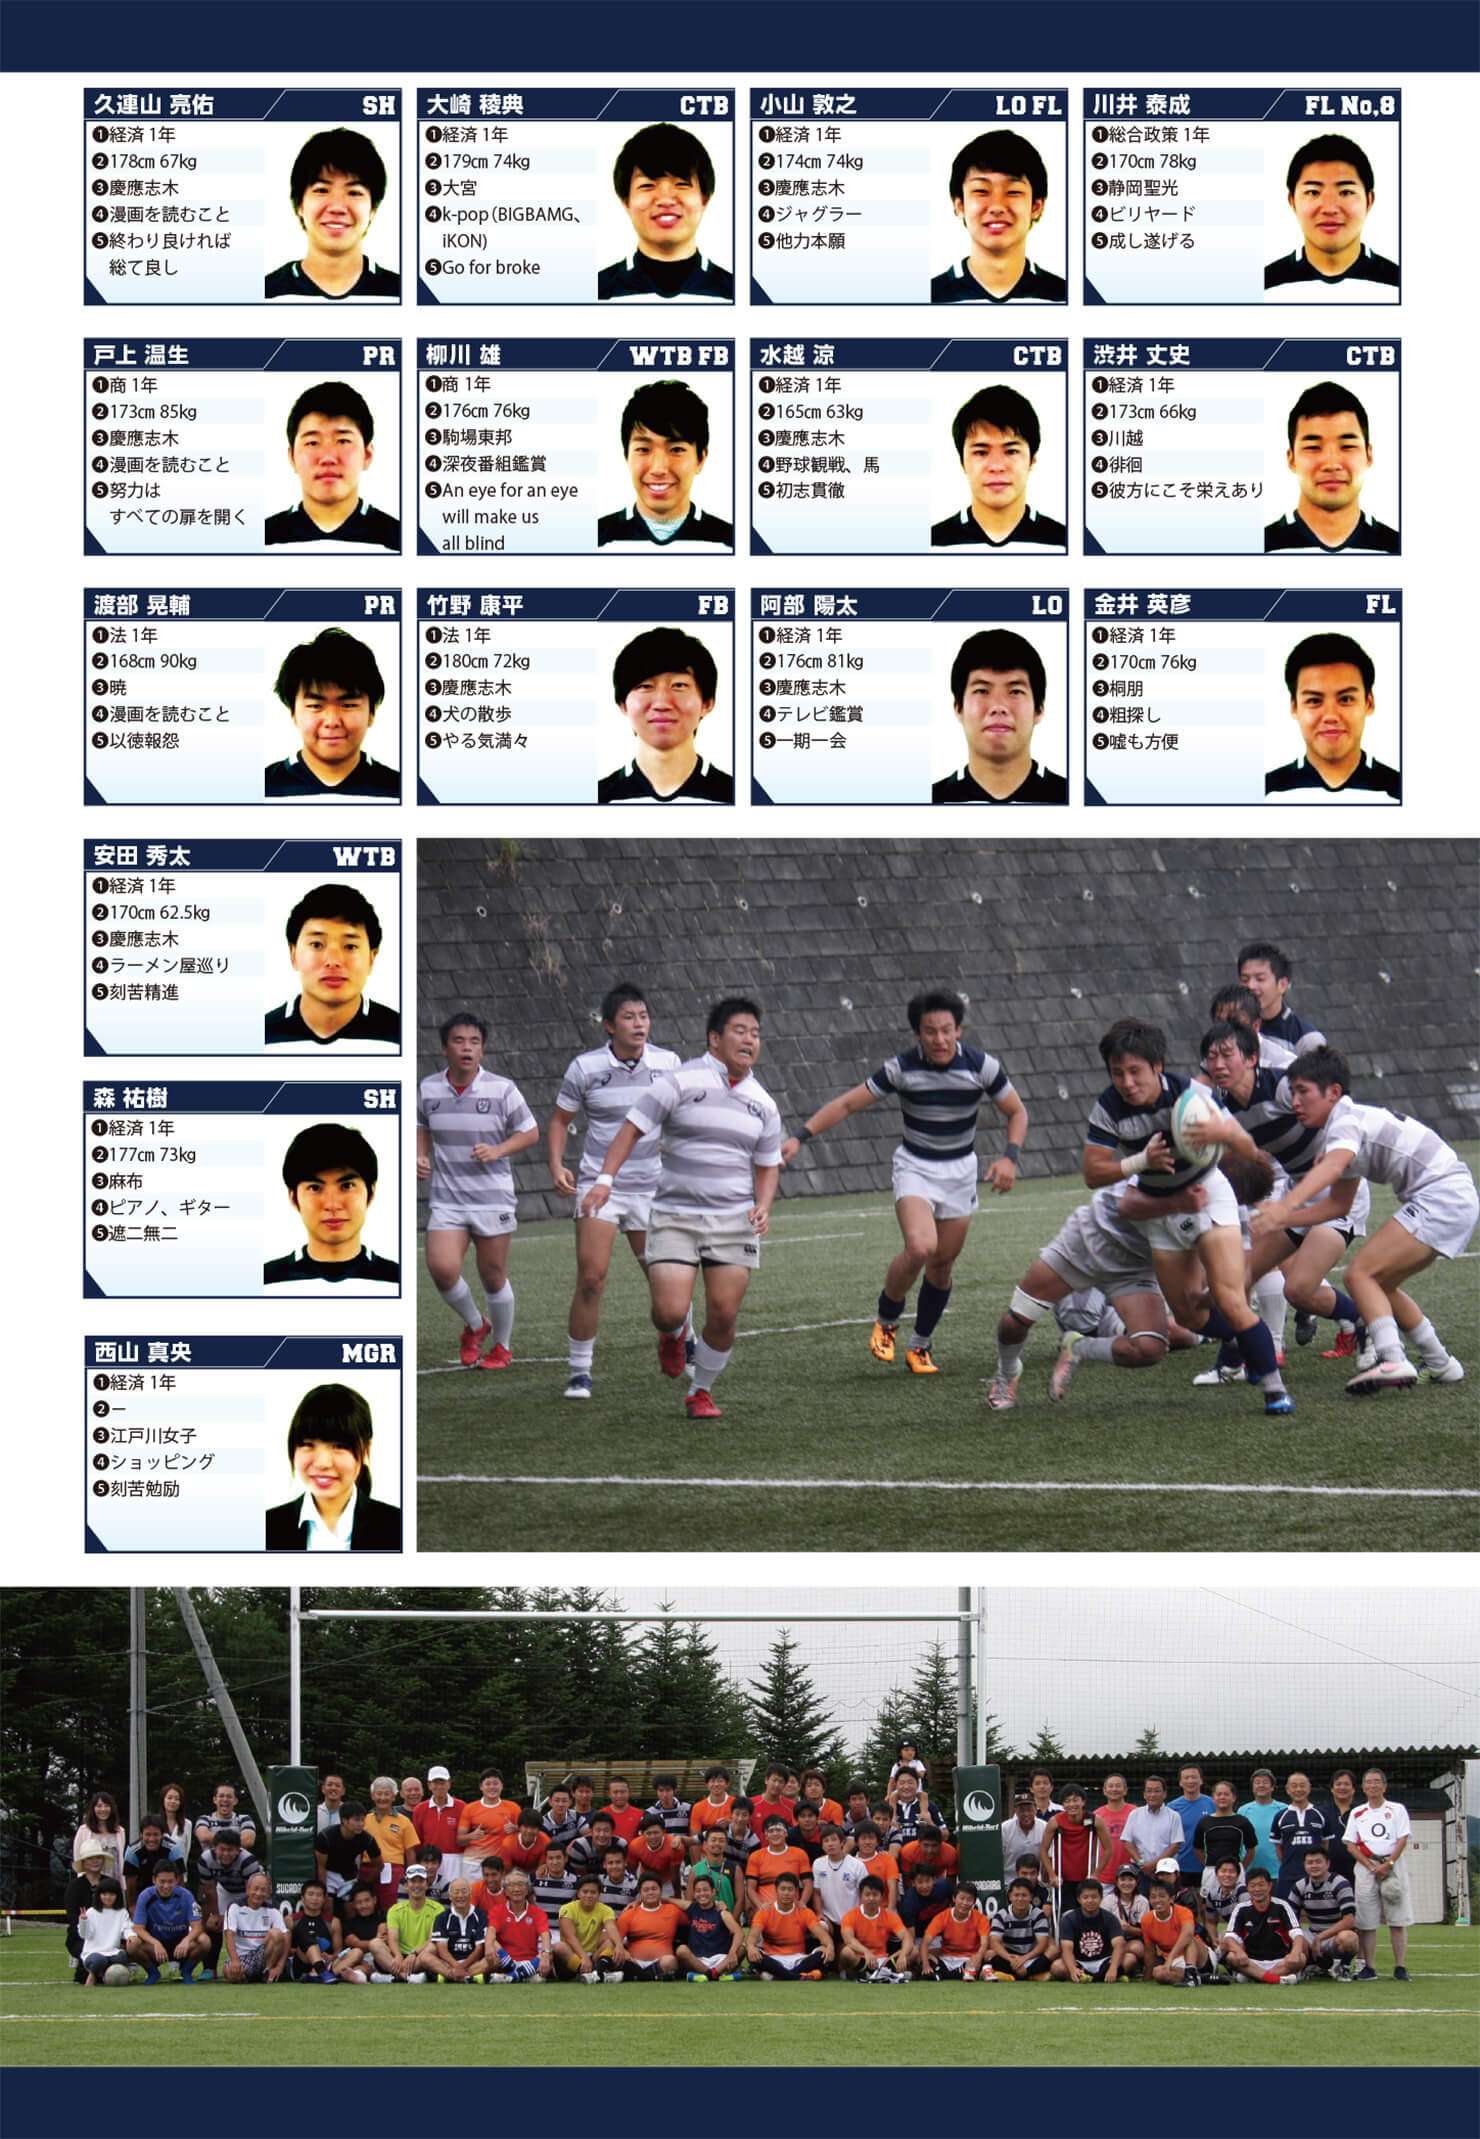 久連山 亮佑 SH
❶経済 1年
❷178㎝ 67kg
❸慶應志木
❹漫画を読むこと
❺終わり良ければ
総て良し
大崎 稜典 CTB
❶経済 1年
❷179㎝ 74kg
❸大宮
❹k-pop（BIGBAMG、
iKON)
❺Go for broke
小山 敦之 LO FL
❶経済 1年
❷174㎝ 74kg
❸慶應志木
❹ジャグラー
❺他力本願
川井 泰成 FL No,8
❶総合政策 1年
❷170㎝ 78kg
❸静岡聖光
❹ビリヤード
❺成し遂げる
戸上 温生 PR
❶商 1年
❷173㎝ 85kg
❸慶應志木
❹漫画を読むこと
❺努力は
すべての扉を開く
柳川 雄 WTB FB
❶商 1年
❷176㎝ 76kg
❸駒場東邦
❹深夜番組鑑賞
❺An eye for an eye
will make us
all blind
水越 涼 CTB
❶経済 1年
❷165㎝ 63kg
❸慶應志木
❹野球観戦、馬
❺初志貫徹
渋井 丈史 CTB
❶経済 1年
❷173㎝ 66kg
❸川越
❹徘徊
❺彼方にこそ栄えあり
渡部 晃輔 PR
❶法 1年
❷168㎝ 90kg
❸暁
❹漫画を読むこと
❺以徳報怨
竹野 康平 FB
❶法 1年
❷180㎝ 72kg
❸慶應志木
❹犬の散歩
❺やる気満々
阿部 陽太 LO
❶経済 1年
❷176㎝ 81kg
❸慶應志木
❹テレビ鑑賞
❺一期一会
金井 英彦 FL
❶経済 1年
❷170㎝ 76kg
❸桐朋
❹粗探し
❺嘘も方便
安田 秀太 WTB
❶経済 1年
❷170㎝ 62.5kg
❸慶應志木
❹ラーメン屋巡り
❺刻苦精進
森 祐樹 SH
❶経済 1年
❷177㎝ 73kg
❸麻布
❹ピアノ、ギター
❺遮二無二
西山 真央 MGR
❶経済 1年
❷ー
❸江戸川女子
❹ショッピング
❺刻苦勉励